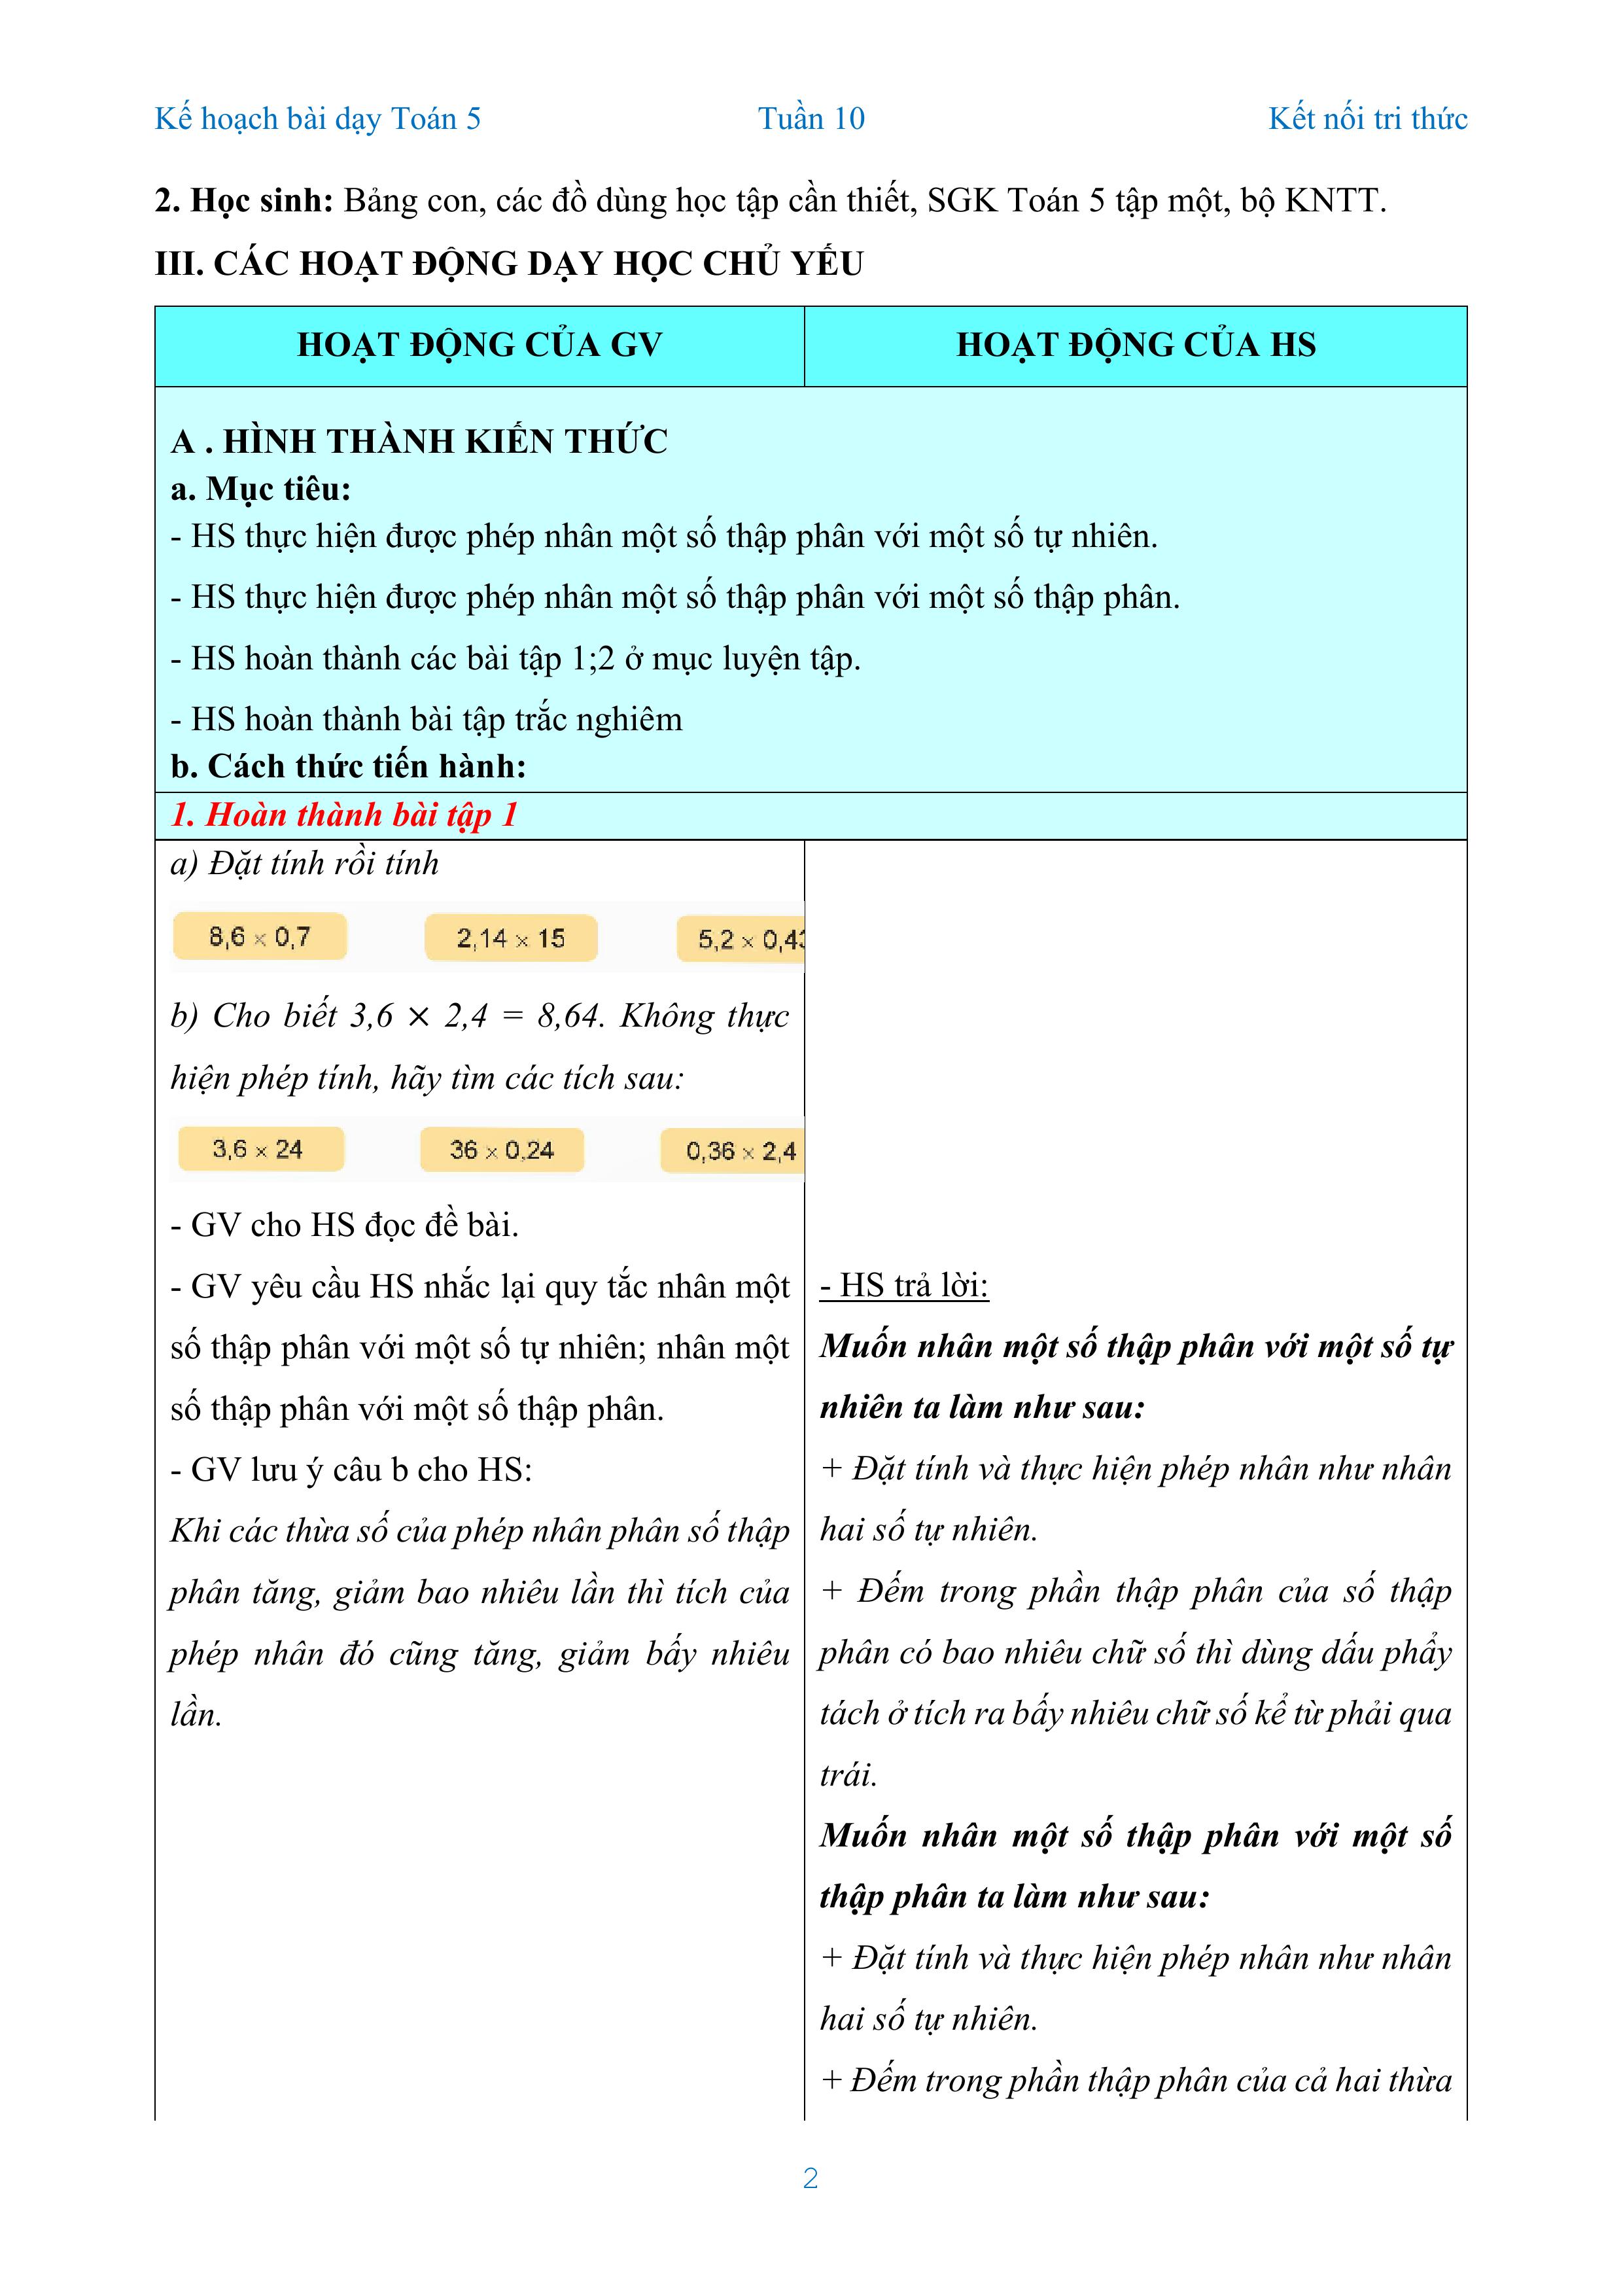 Kế hoạch bài dạy Toán 5 Tuần 10 Kết nối tri thức
2. Học sinh: Bảng con, các đồ dùng học tập cần thiết, SGK Toán 5 tập một, bộ KNTT.
III. CÁC HOẠT ĐỘNG DẠY HỌC CHỦ YẾU
HOẠT ĐỘNG CỦA GV
HOẠT ĐỘNG CỦA HS
A . HÌNH THÀNH KIẾN THỨC
a. Mục tiêu:
- HS thực hiện được phép nhân một số thập phân với một số tự nhiên.
- HS thực hiện được phép nhân một số thập phân với một số thập phân.
- HS hoàn thành các bài tập 1;2 ở mục luyện tập.
- HS hoàn thành bài tập trắc nghiêm
b. Cách thức tiến hành:
1. Hoàn thành bài tập 1
a) Đặt tính rồi tính
8,6 × 0,7 2,14 × 15 5,2 × 0,43
b) Cho biết 3,6 × 2,4 = 8,64. Không thực
hiện phép tính, hãy tìm các tích sau:
3,6 × 24 36 × 0,24 0,36 × 2,4
- GV cho HS đọc đề bài.
- GV yêu cầu HS nhắc lại quy tắc nhân một
số thập phân với một số tự nhiên; nhân một
số thập phân với một số thập phân.
- GV lưu ý câu b cho HS:
Khi các thừa số của phép nhân phân số thập
phân tăng, giảm bao nhiêu lần thì tích của
phép nhân đó cũng tăng, giảm bấy nhiêu
lần.
- HS trả lời:
Muốn nhân một số thập phân với một số tự
nhiên ta làm như sau:
+ Đặt tính và thực hiện phép nhân như nhân
hai số tự nhiên.
+ Đếm trong phần thập phân của số thập
phân có bao nhiêu chữ số thì dùng dấu phẩy
tách ở tích ra bấy nhiêu chữ số kể từ phải qua
trái.
Muốn nhân một số thập phân với một số
thập phân ta làm như sau:
+ Đặt tính và thực hiện phép nhân như nhân
hai số tự nhiên.
+ Đếm trong phần thập phân của cả hai thừa
2